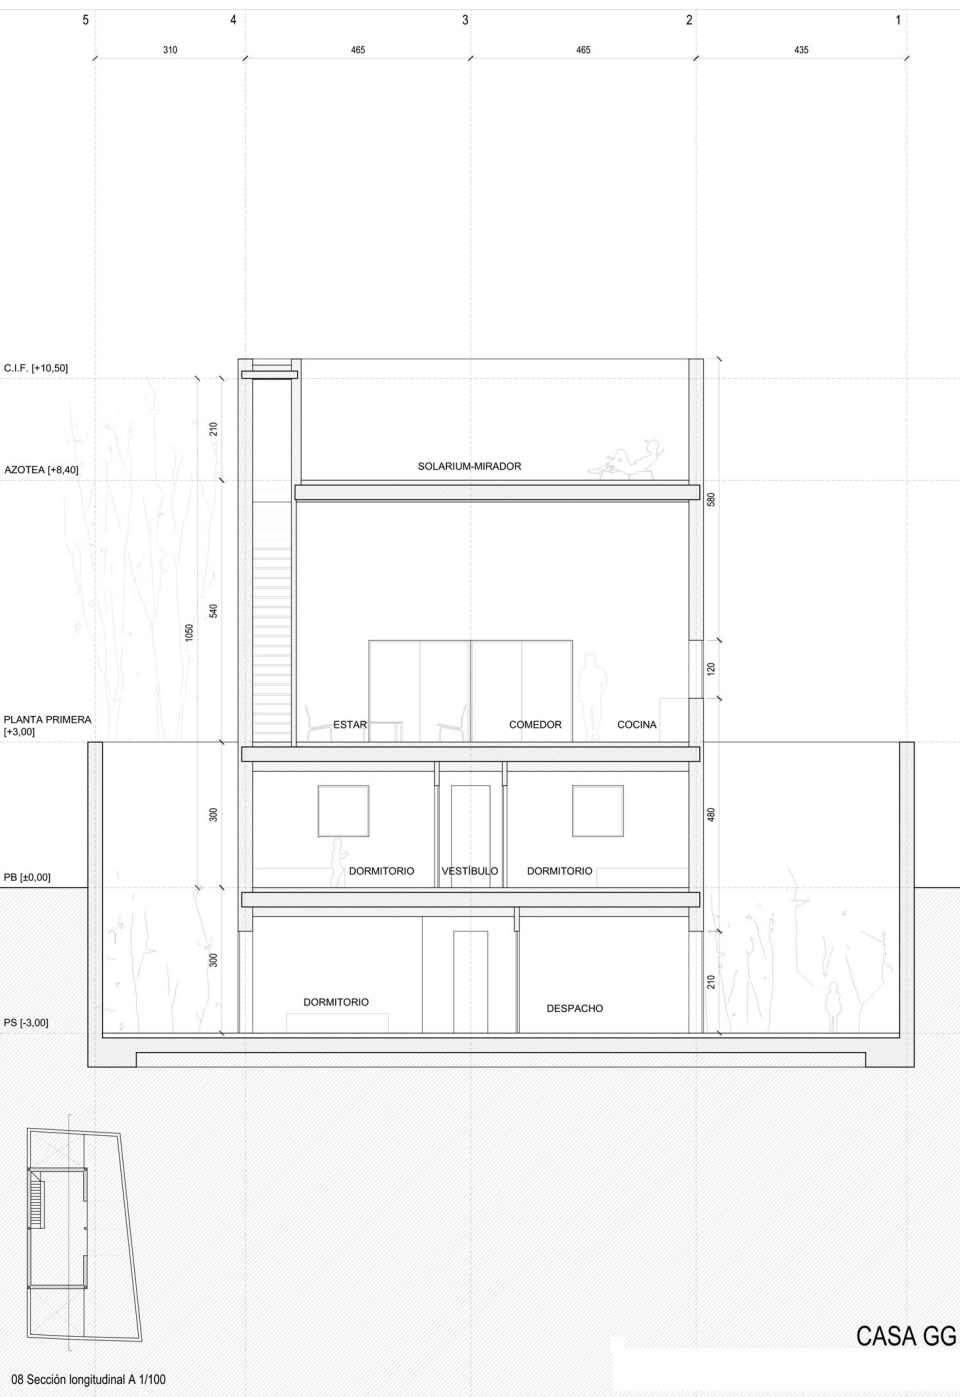 5 4 3 2 1
310 465 465 435
C.I.F. [+10,50]
210
AZOTEA [+8,40]
SOLARIUM-MIRADOR
580
540
1050
120
PLANTA PRIMERA
[+3,00]
ESTAR COMEDOR COCINA
300
480
PB [±0,00]
DORMITORIO VESTÍBULO DORMITORIO
300
210
DORMITORIO
DESPACHO
PS [-3,00]
CASA GG
08 Sección longitudinal A 1/100